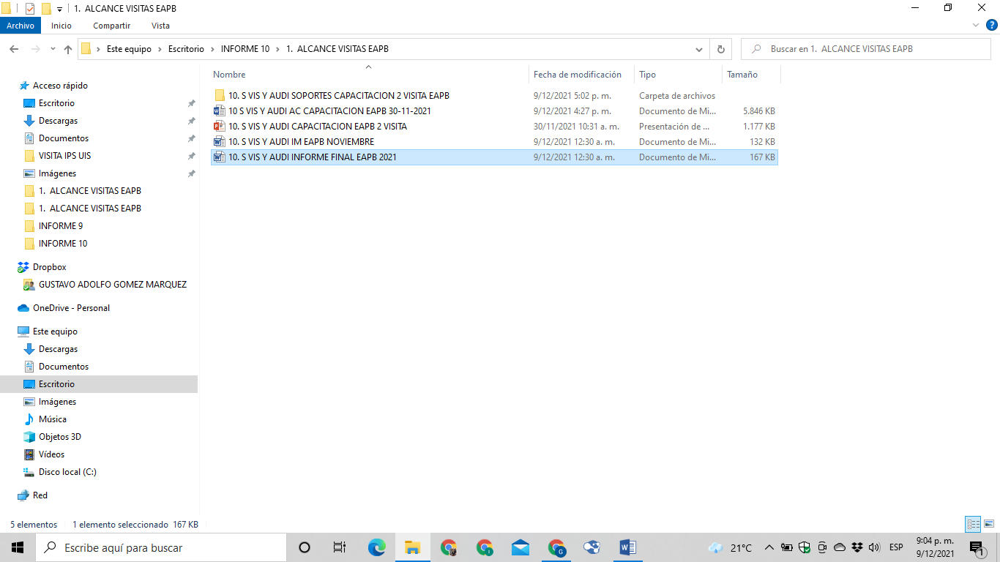 1. ALCANCE VISITAS EAPB
Archivo Inicio Compartir Vista
Este equipo Escritorio INFORME 10 1. ALCANCE VISITAS EAPB
Buscar en 1. ALCANCE VISITAS EAPB
Acceso rápido
Escritorio
Descargas
Documentos
VISITA IPS UIS
Imágenes
1. ALCANCE VISITAS EAPB
1. ALCANCE VISITAS EAPB
INFORME 9
INFORME 10
Dropbox
GUSTAVO ADOLFO GOMEZ MARQUEZ
OneDrive - Personal
Este equipo
Descargas
Documentos
Escritorio
Imágenes
Música
Objetos 3D
Vídeos
Disco local (C:)
Red
Nombre Fecha de modificación Tipo Tamaño
10. S VIS Y AUDI SOPORTES CAPACITACION 2 VISITA EAPB 9/12/2021 5:02 p. m. Carpeta de archivos
10 S VIS Y AUDI AC CAPACITACION EAPB 30-11-2021 9/12/2021 4:27 p. m. Documento de Mi... 5.846 KB
10. S VIS Y AUDI CAPACITACION EAPB 2 VISITA 30/11/2021 10:31 a. m. Presentación de ... 1.177 KB
10. S VIS Y AUDI IM EAPB NOVIEMBRE 9/12/2021 12:30 a. m. Documento de Mi... 132 KB
10. S VIS Y AUDI INFORME FINAL EAPB 2021 9/12/2021 12:30 a. m. Documento de Mi... 167 KB
5 elementos 1 elemento seleccionado 167 KB
Escribe aquí para buscar
21°C
ESP
9:04 p. m.
9/12/2021
1